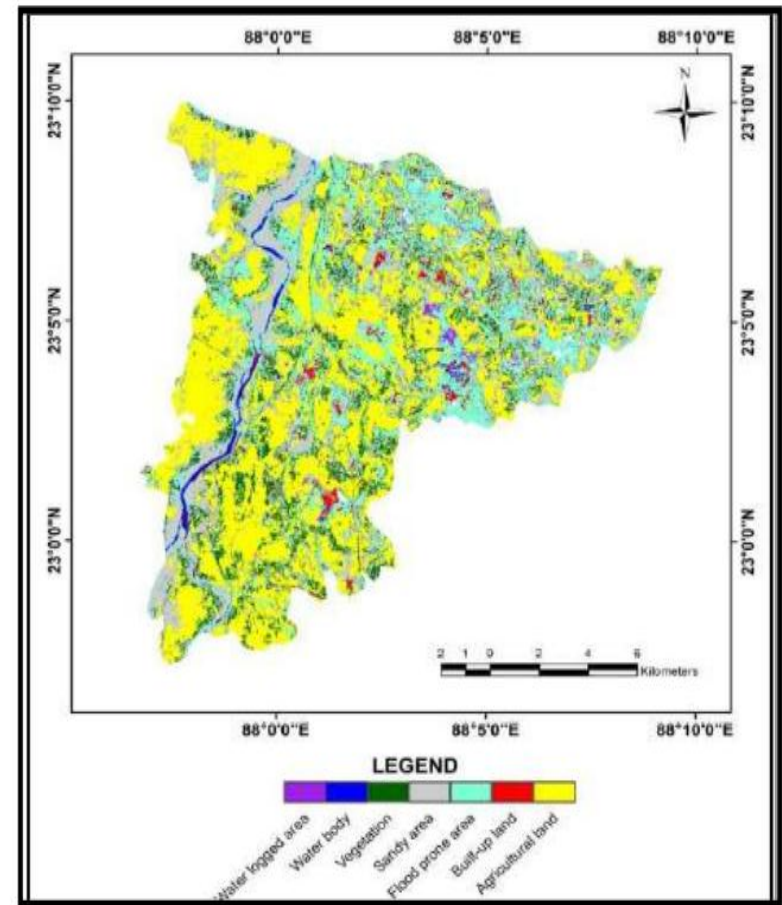 88°0'0"E 88°5'0"E 88°10'0"E
N
23°10'0"N 23°10'0"N
23°5'0"N 23°5'0"N
23°0'0"N 23°0'0"N
2 1 0 2 4 6
Kilometers
88°0'0"E 88°5'0"E 88°10'0"E
LEGEND
Water logged area
Water body
Vegetation
Sandy area
Flood prone area
Built-up land
Agricultural land